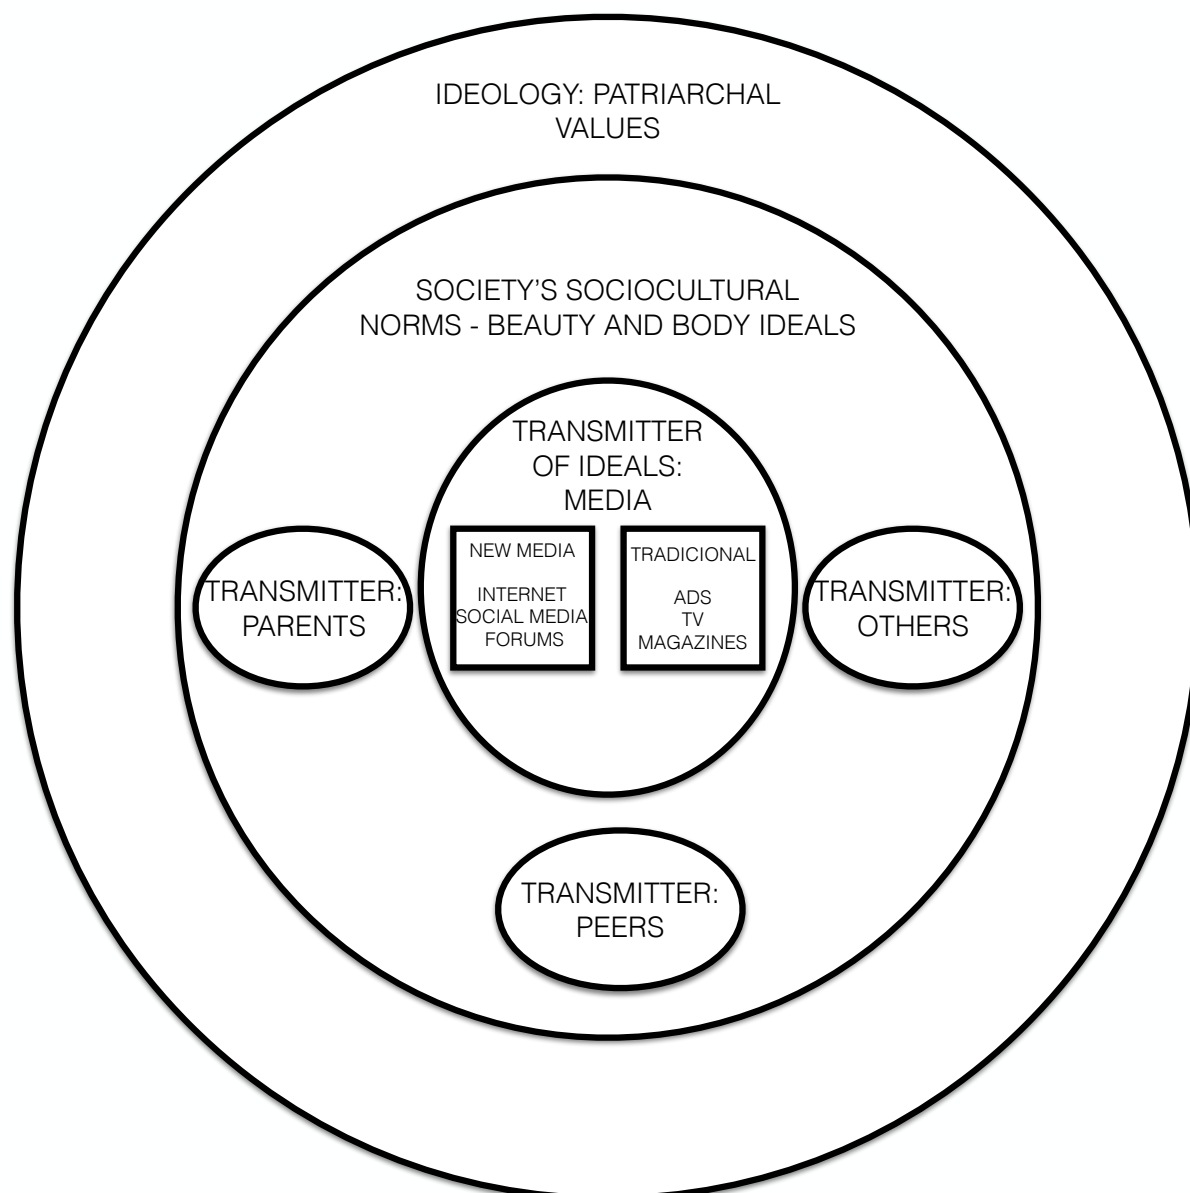 IDEOLOGY: PATRIARCHAL
VALUES
SOCIETY’S SOCIOCULTURAL
NORMS - BEAUTY AND BODY IDEALS
TRANSMITTER
OF IDEALS:
MEDIA
NEW MEDIA
INTERNET
SOCIAL MEDIA
FORUMS
TRADICIONAL
ADS
TV
MAGAZINES
TRANSMITTER:
PARENTS
TRANSMITTER:
OTHERS
TRANSMITTER:
PEERS